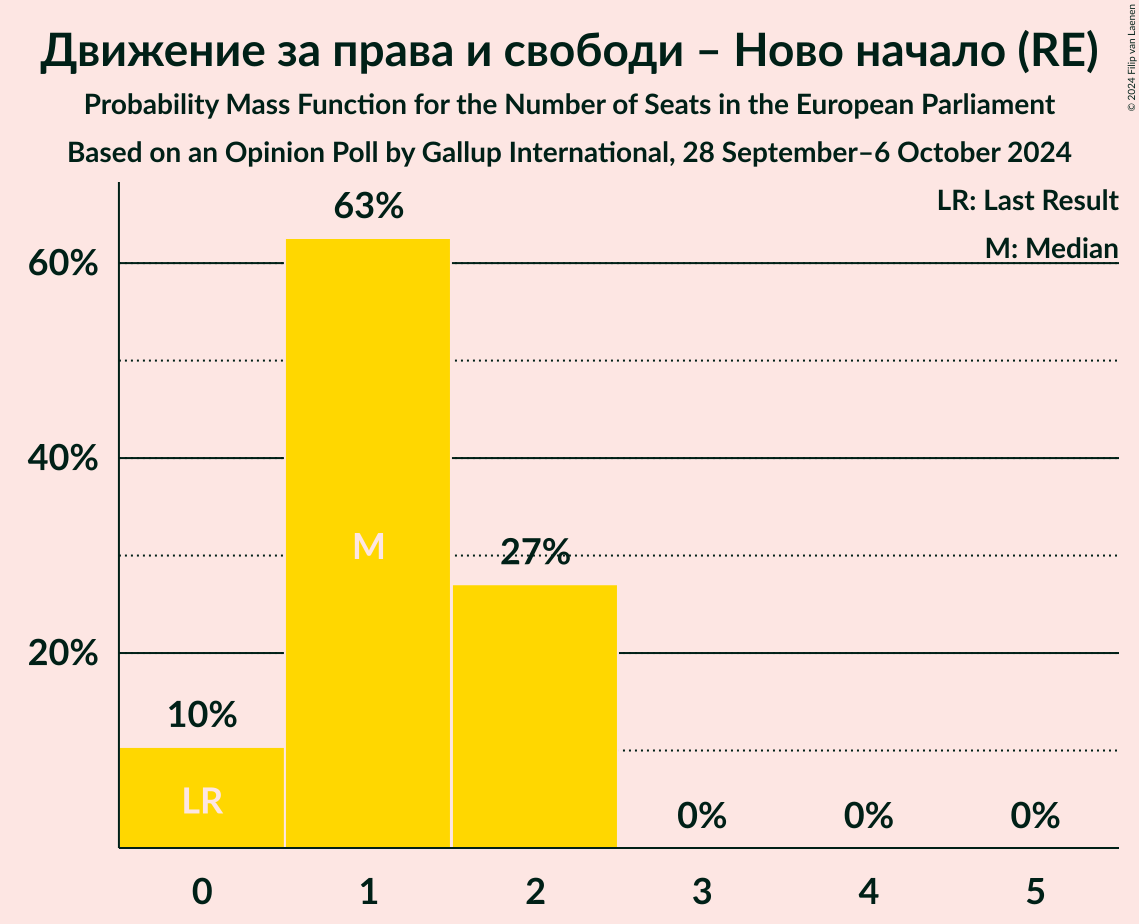 Движение за права и свободи – Ново начало (RE)
Probability Mass Function for the Number of Seats in the European Parliament
Based on an Opinion Poll by Gallup International, 28 September–6 October 2024
© 2024 Filip van Laenen
LR: Last Result
M: Median
63%
60%
40%
M
27%
20%
10%
LR
0%
0%
0%
0
1
2
3
4
5